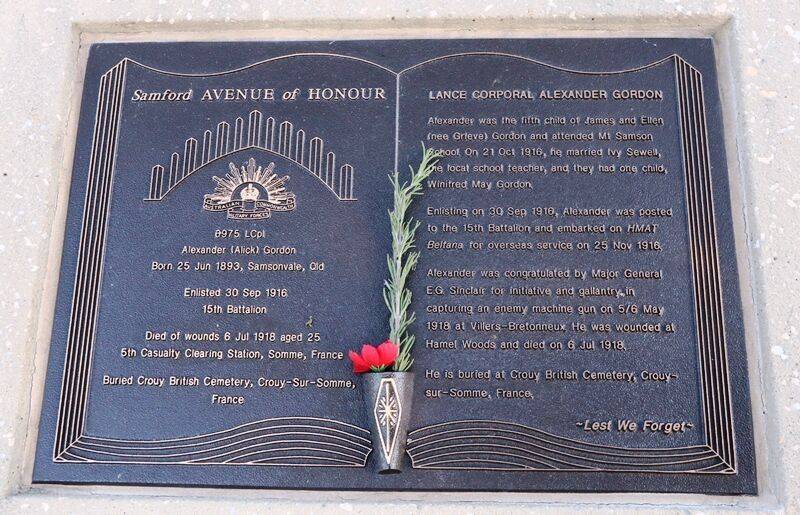 Samford AVENUE of HONOUR
AUSTRALIAN COMMONWEALTH
MILITARY FORCES
6975 LCpl
Alexander (Alick) Gordon
Born 25 Jun 1893, Samsonvale, Qld
Enlisted 30 Sep 1916
15th Battalion
Died of wounds 6 Jul 1918 aged 25
5th Casualty Clearing Station, Somme, France
Buried Crouy British Cemetery, Crouy-Sur-Somme,
France
LANCE CORPORAL ALEXANDER GORDON
Alexander was the fifth child of James and Ellen
(nee Grieve) Gordon and attended Mt Samson
School. On 21 Oct 1916, he married Ivy Sewell,
the local school teacher, and they had one child,
Winifred May Gordon.
Enlisting on 30 Sep 1916, Alexander was posted
to the 15th Battalion and embarked on HMAT
Beltana for overseas service on 25 Nov 1916.
Alexander was congratulated by Major General
E.G. Sinclair for initiative and gallantry in
capturing an enemy machine gun on 5/6 May
1918 at Villers-Bretonneux. He was wounded at
Hamel Woods and died on 6 Jul 1918.
He is buried at Crouy British Cemetery, Crouy-
sur-Somme, France.
~Lest We Forget~